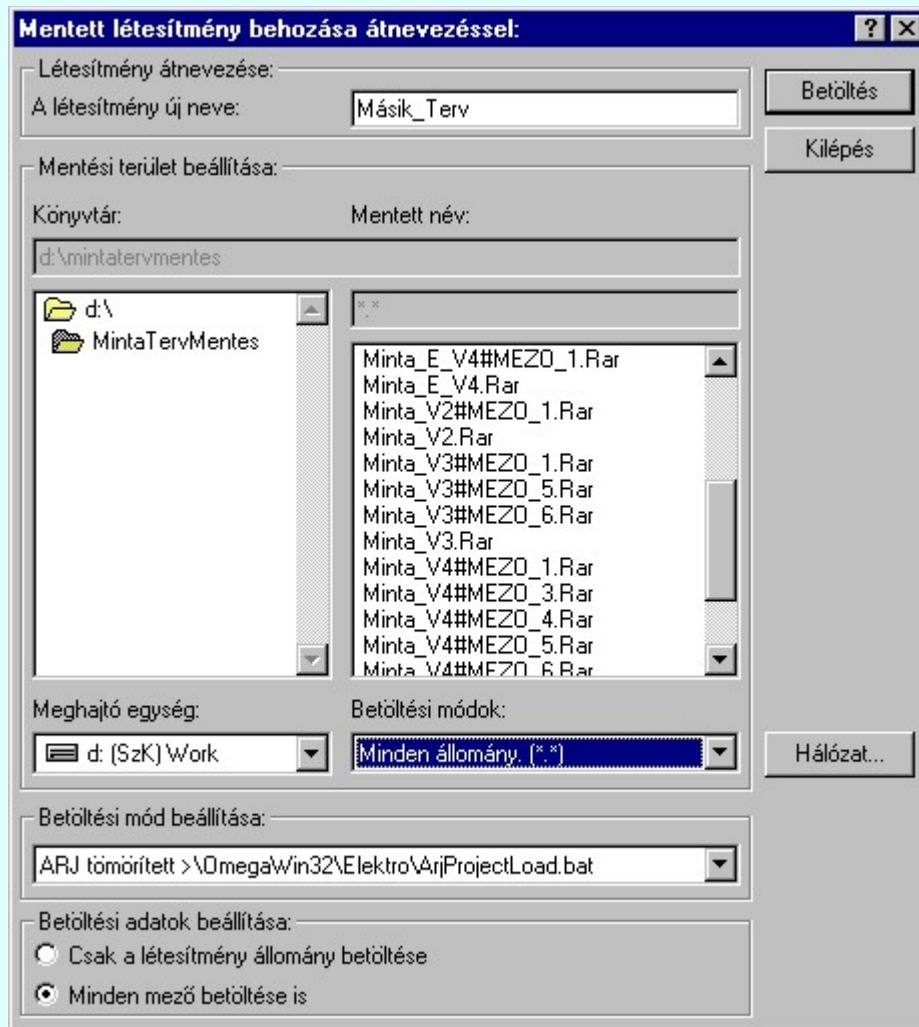 Mentett létesítmény behozása átnevezéssel:
Létesítmény átnevezése:
A létesítmény új neve:
Másik_Terv
Betöltés
Kilépés
Mentési terület beállítása:
Könyvtár:
Mentett név:
d:\mintatervmentes
d:\
MintaTervMentes
*.*
Minta_E_V4#MEZO_1.Rar
Minta_E_V4.Rar
Minta_V2#MEZO_1.Rar
Minta_V2.Rar
Minta_V3#MEZO_1.Rar
Minta_V3#MEZO_5.Rar
Minta_V3#MEZO_6.Rar
Minta_V3.Rar
Minta_V4#MEZO_1.Rar
Minta_V4#MEZO_3.Rar
Minta_V4#MEZO_4.Rar
Minta_V4#MEZO_5.Rar
Minta_V4#MEZO_6.Rar
Meghajtó egység:
Betöltési módok:
d: (SzK) Work
Minden állomány. (*.*)
Hálózat...
Betöltési mód beállítása:
ARJ tömörített >\OmegaWin32\Elektro\ArjProjectLoad.bat
Betöltési adatok beállítása:
Csak a létesítmény állomány betöltése
Minden mező betöltése is